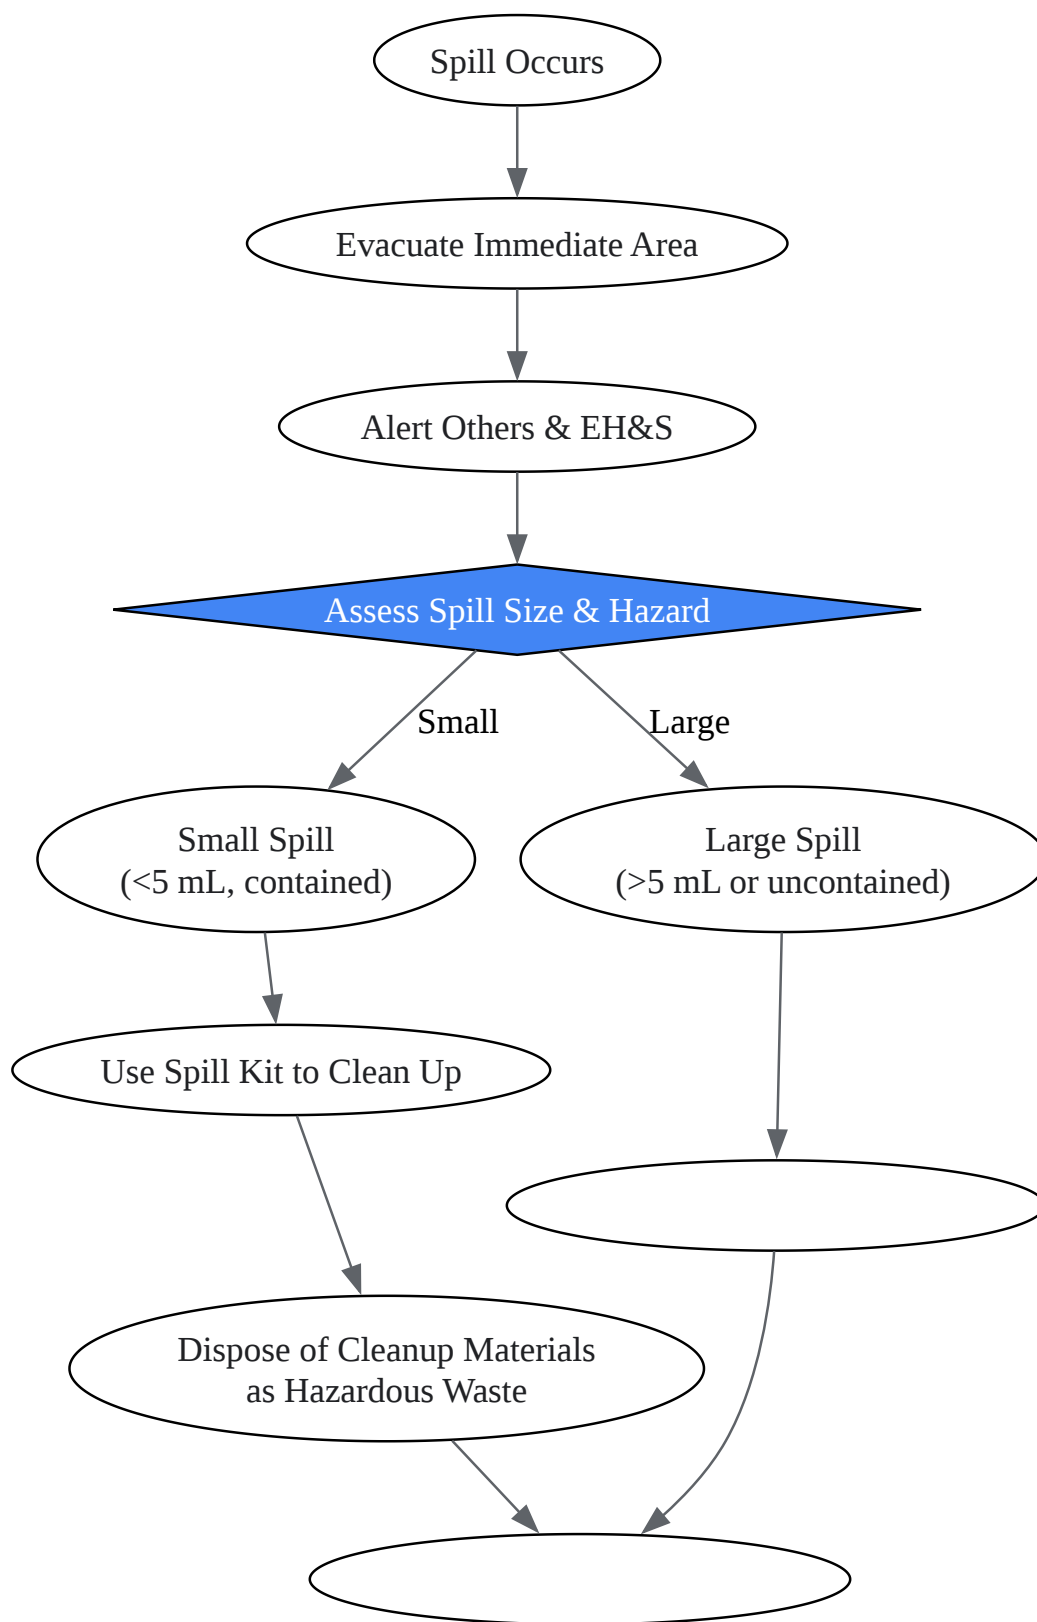 Spill Occurs
Evacuate Immediate Area
Alert Others & EH&S
Assess Spill Size & Hazard
Small
Large
Small Spill
(<5 mL, contained)
Large Spill
(>5 mL or uncontained)
Use Spill Kit to Clean Up
Dispose of Cleanup Materials
as Hazardous Waste